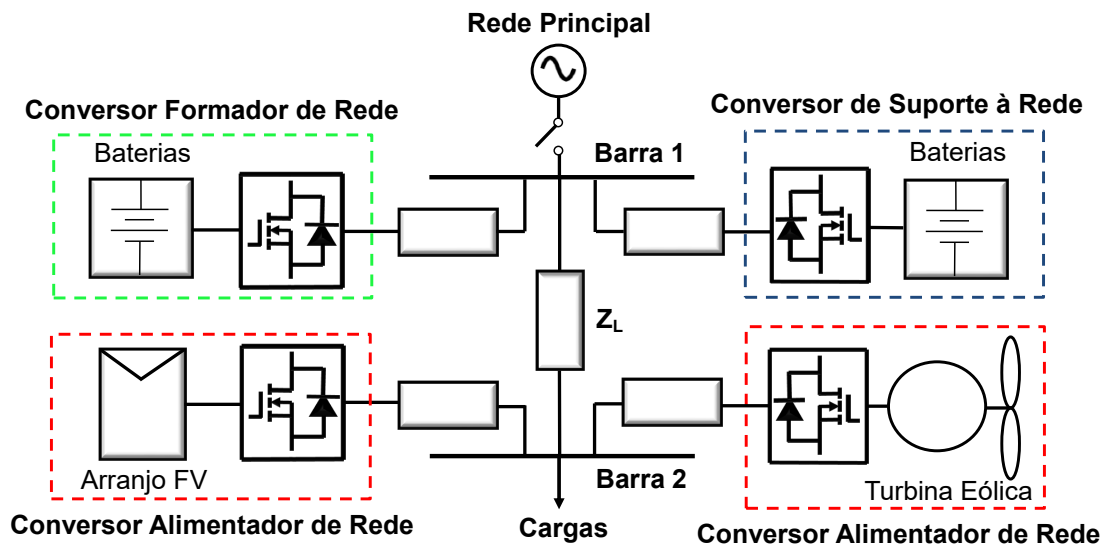 Rede Principal
Conversor Formador de Rede
Conversor de Suporte à Rede
Baterias
Barra 1
Baterias
Z_L
Arranjo FV
Barra 2
Turbina Eólica
Conversor Alimentador de Rede
Cargas
Conversor Alimentador de Rede